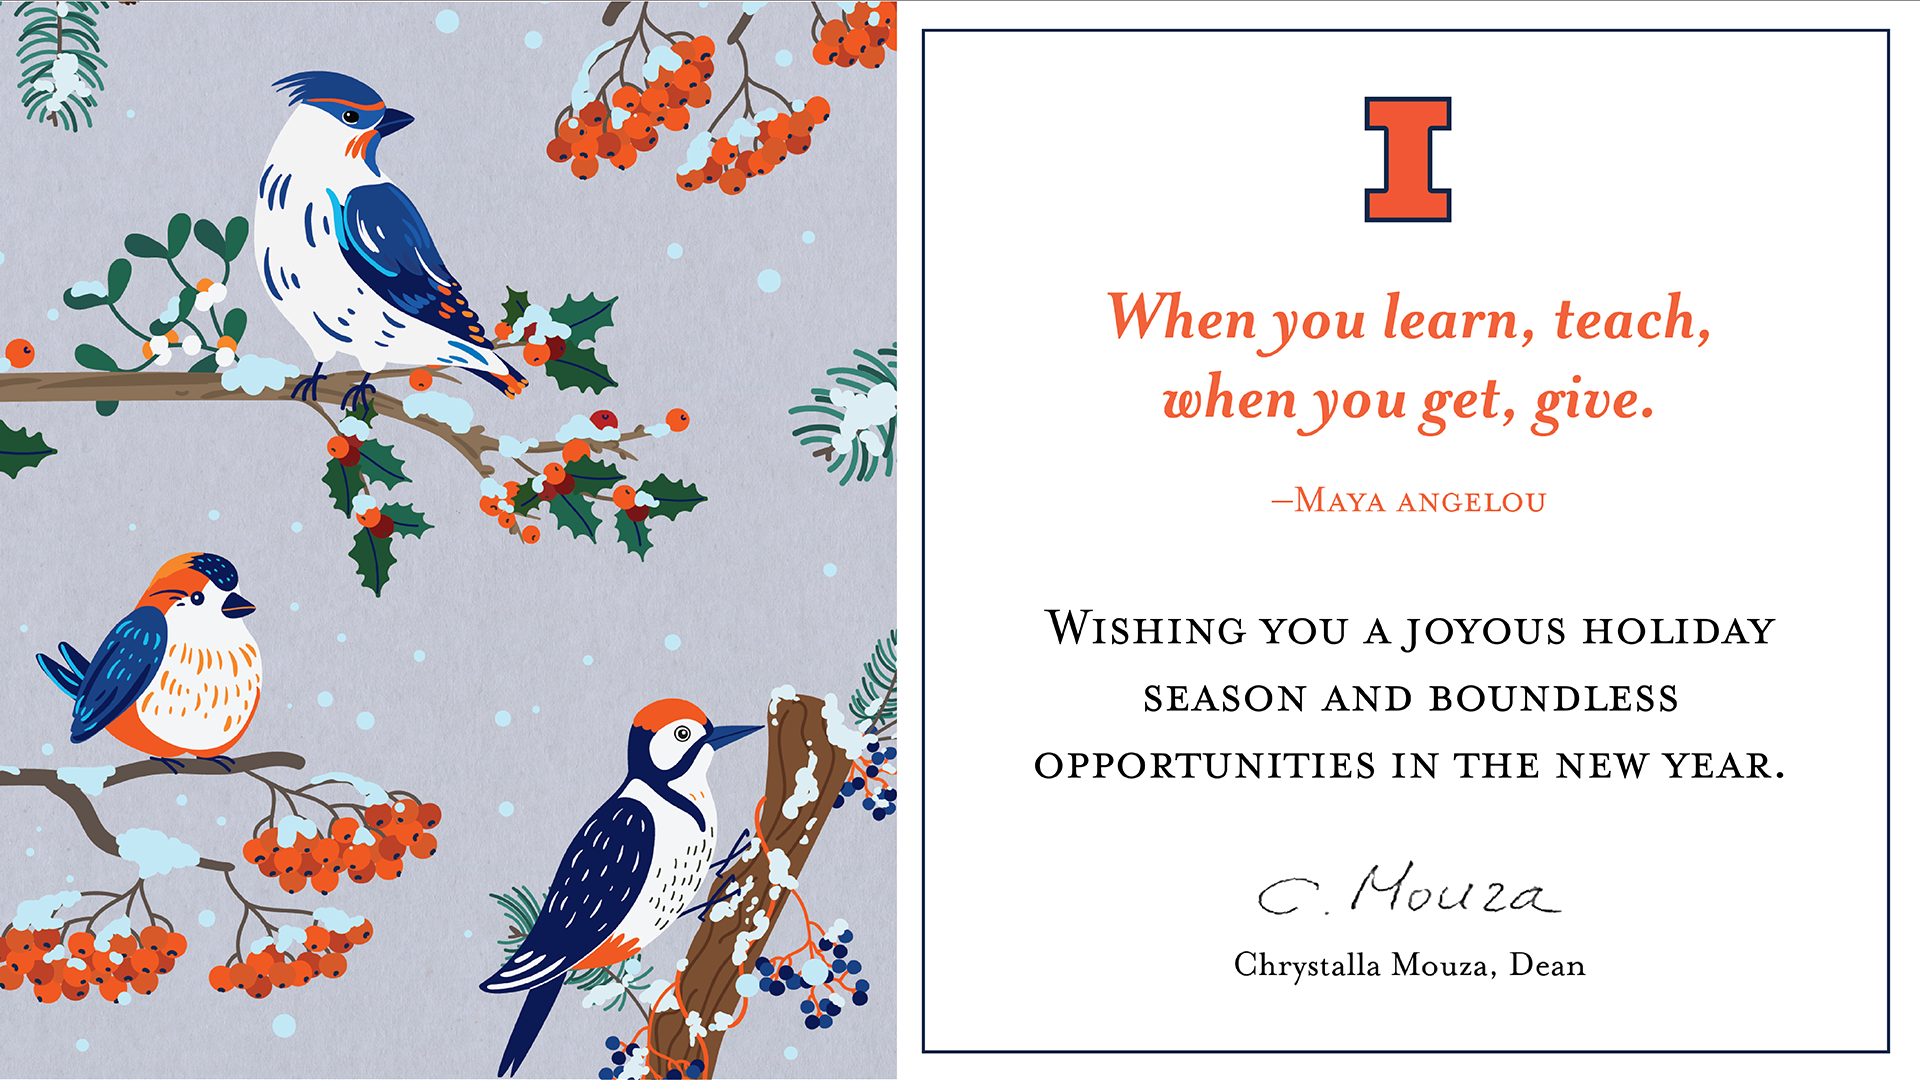 I
When you learn, teach,
when you get, give.
—Maya angelou
Wishing you a joyous holiday
season and boundless
opportunities in the new year.
C. Mouza
Chrystalla Mouza, Dean